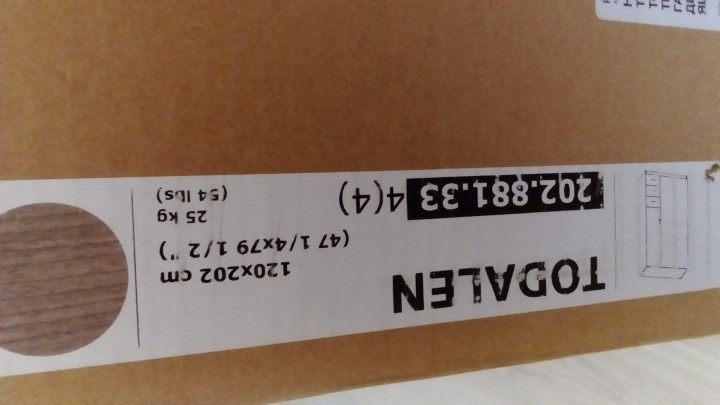 TODALEN
202.881.33 4(4)
120x202 cm
(47 1/4x79 1/2 ")
25 kg
(54 lbs)